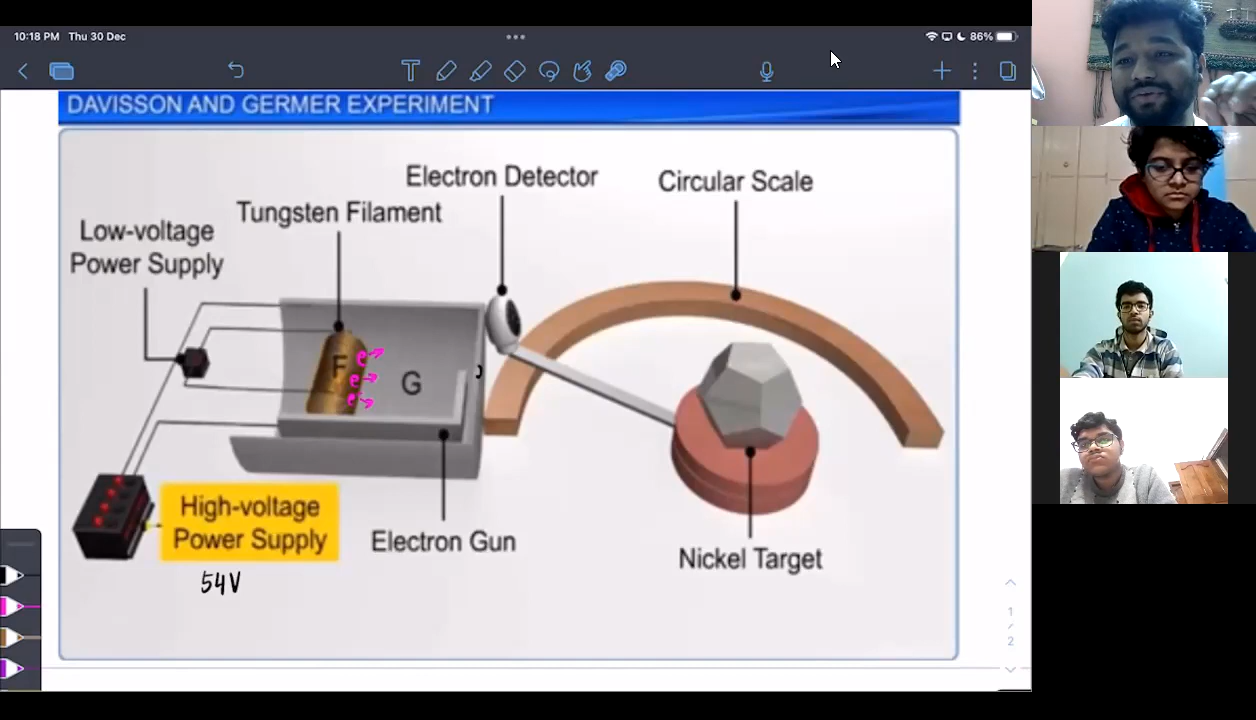 10:18 PM Thu 30 Dec
86%
T
DAVISSON AND GERMER EXPERIMENT
Electron Detector
Circular Scale
Tungsten Filament
Low-voltage
Power Supply
F
G
e
e
e
High-voltage
Power Supply
Electron Gun
Nickel Target
54V
1
/
2